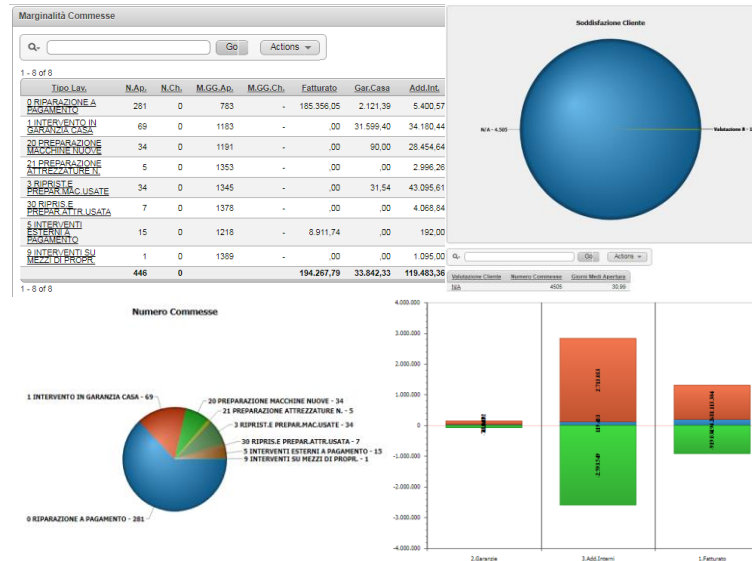 Marginalità Commesse
Go
Actions
1 - 8 of 8
Tipo Lav. N.Ap. N.Ch. M.GG.Ap. M.GG.Ch. Fatturato Gar.Casa Add.Int.
0 RIPARAZIONE A PAGAMENTO 281 0 783 - 185.356,05 2.121,39 5.400,57
1 INTERVENTO IN GARANZIA CASA 69 0 1183 - ,00 31.599,40 34.180,44
20 PREPARAZIONE MACCHINE NUOVE 34 0 1191 - ,00 90,00 28.454,64
21 PREPARAZIONE ATTREZZATURE N. 5 0 1353 - ,00 ,00 2.996,26
3 RIPRIST.E PREPAR.MAC.USATE 34 0 1345 - ,00 31,54 43.095,61
30 RIPRIS.E PREPAR.ATTR.USATA 7 0 1378 - ,00 ,00 4.068,84
5 INTERVENTI ESTERNI A PAGAMENTO 15 0 1218 - 8.911,74 ,00 192,00
9 INTERVENTI SU MEZZI DI PROPR. 1 0 1389 - ,00 ,00 1.095,00
446 0 194.267,79 33.842,33 119.483,36
1 - 8 of 8
Soddisfazione Cliente
N/A - 4.505
Valutazione B - 1
Go
Actions
Valutazione Cliente Numero Commesse Giorni Medi Apertura
N/A 4505 30,99
Numero Commesse
1 INTERVENTO IN GARANZIA CASA - 69
20 PREPARAZIONE MACCHINE NUOVE - 34
21 PREPARAZIONE ATTREZZATURE N. - 5
3 RIPRIST.E PREPAR.MAC.USATE - 34
30 RIPRIS.E PREPAR.ATTR.USATA - 7
5 INTERVENTI ESTERNI A PAGAMENTO - 15
9 INTERVENTI SU MEZZI DI PROPR. - 1
0 RIPARAZIONE A PAGAMENTO - 281
4.000.000
3.000.000
2.000.000
1.000.000
0
-1.000.000
-2.000.000
-3.000.000
-4.000.000
2.Garanzie
3.Add.Interni
1.Fatturato